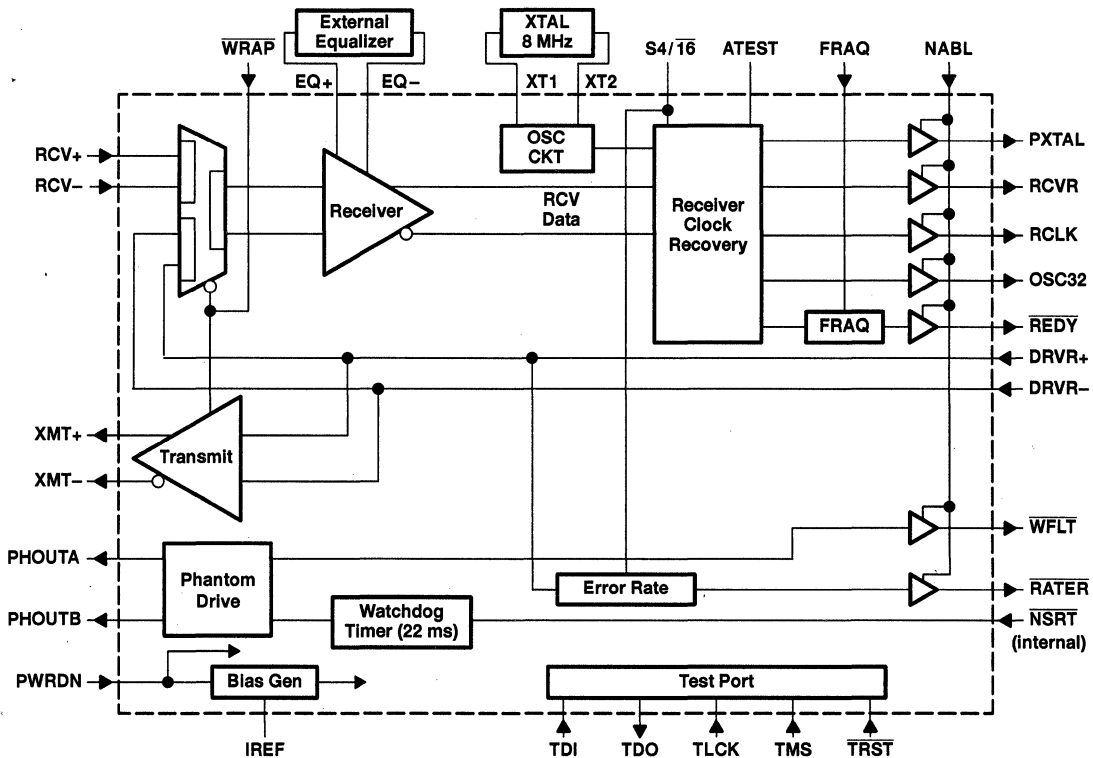 External
Equalizer
XTAL
8 MHz
WRAP
S4/16
ATEST
FRAQ
NABL
EQ+
EQ−
XT1
XT2
OSC
CKT
RCV+
RCV−
Receiver
RCV
Data
Receiver
Clock
Recovery
PXTAL
RCVR
RCLK
OSC32
FRAQ
REDY
DRVR+
DRVR−
XMT+
XMT−
Transmit
WFLT
PHOUTA
PHOUTB
Phantom
Drive
Error Rate
RATER
Watchdog
Timer (22 ms)
NSRT
(internal)
PWRDN
Bias Gen
Test Port
IREF
TDI
TDO
TLCK
TMS
TRST